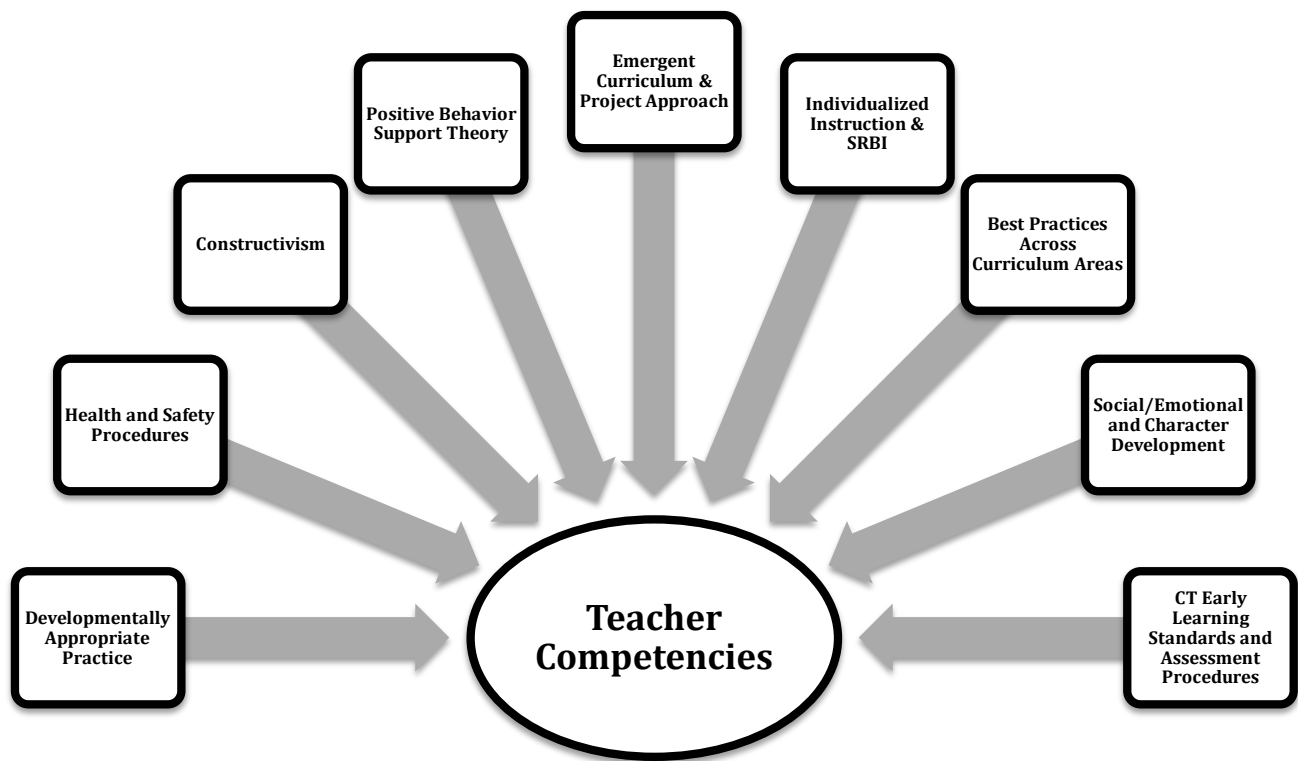 Emergent
Curriculum &
Project Approach
Positive Behavior
Support Theory
Individualized
Instruction &
SRBI
Constructivism
Best Practices
Across
Curriculum Areas
Health and Safety
Procedures
Social/Emotional
and Character
Development
Developmentally
Appropriate
Practice
Teacher
Competencies
CT Early
Learning
Standards and
Assessment
Procedures